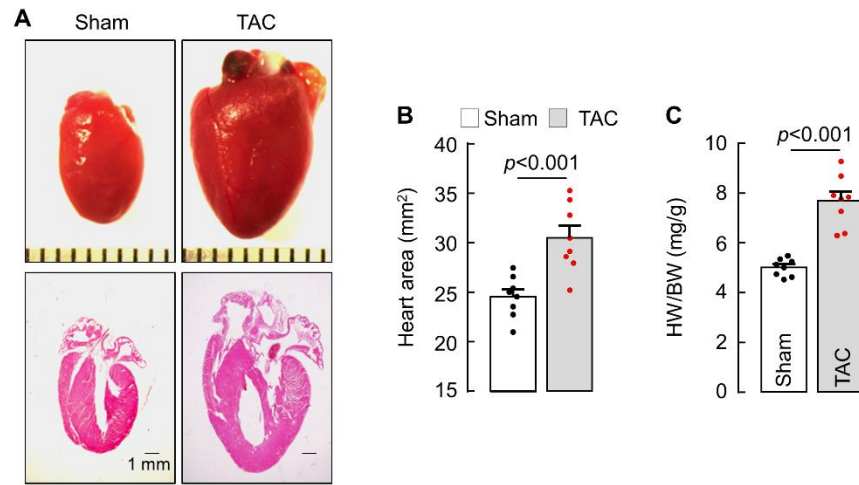 A
Sham
TAC
1 mm
B
Sham
TAC
Heart area (mm²)
40
35
30
25
20
15
p<0.001
C
HW/BW (mg/g)
10
8
6
4
2
0
p<0.001
Sham
TAC